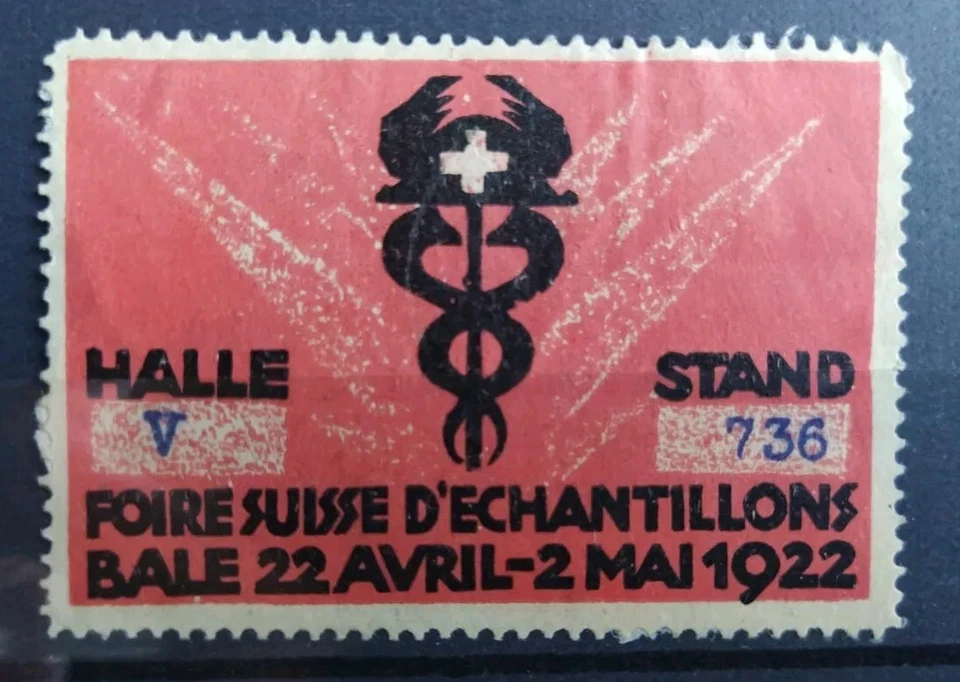 HALLE STAND
V 736
FOIRE SUISSE D'ECHANTILLONS
BALE 22 AVRIL-2 MAI 1922